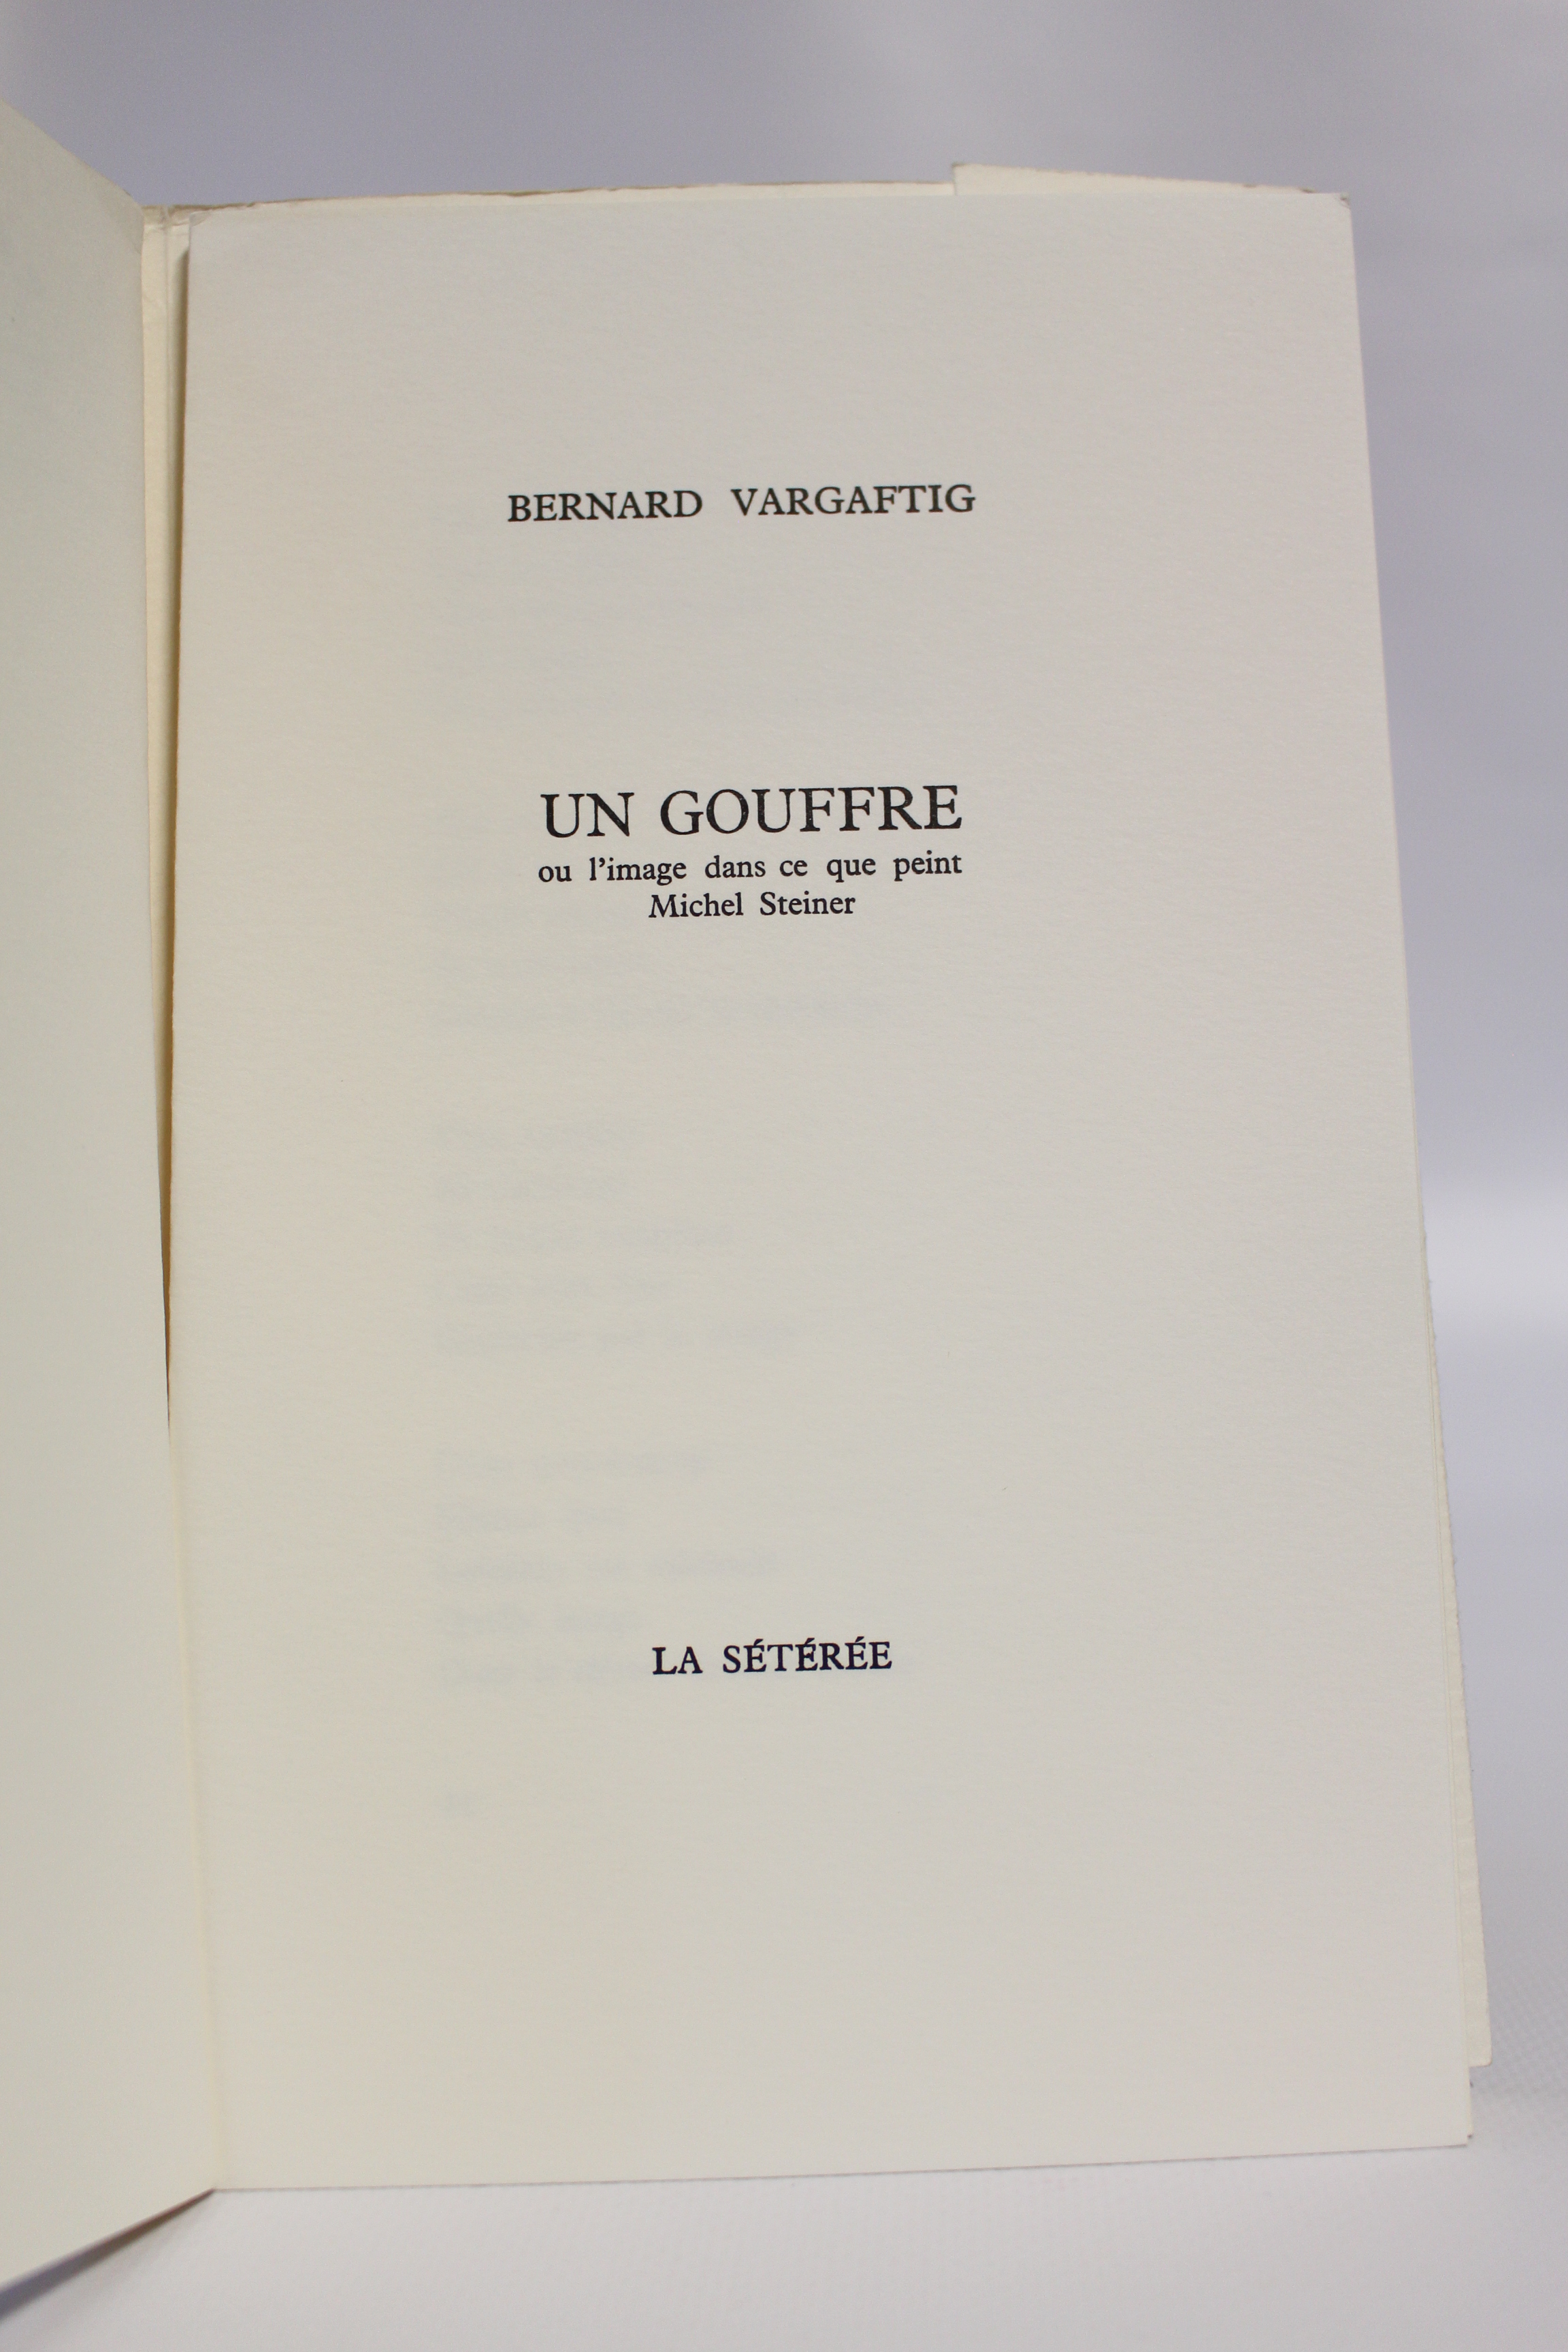 BERNARD VARGAFTIG
UN GOUFFRE
ou l'image dans ce que peint
Michel Steiner
LA SÉTÉRÉE